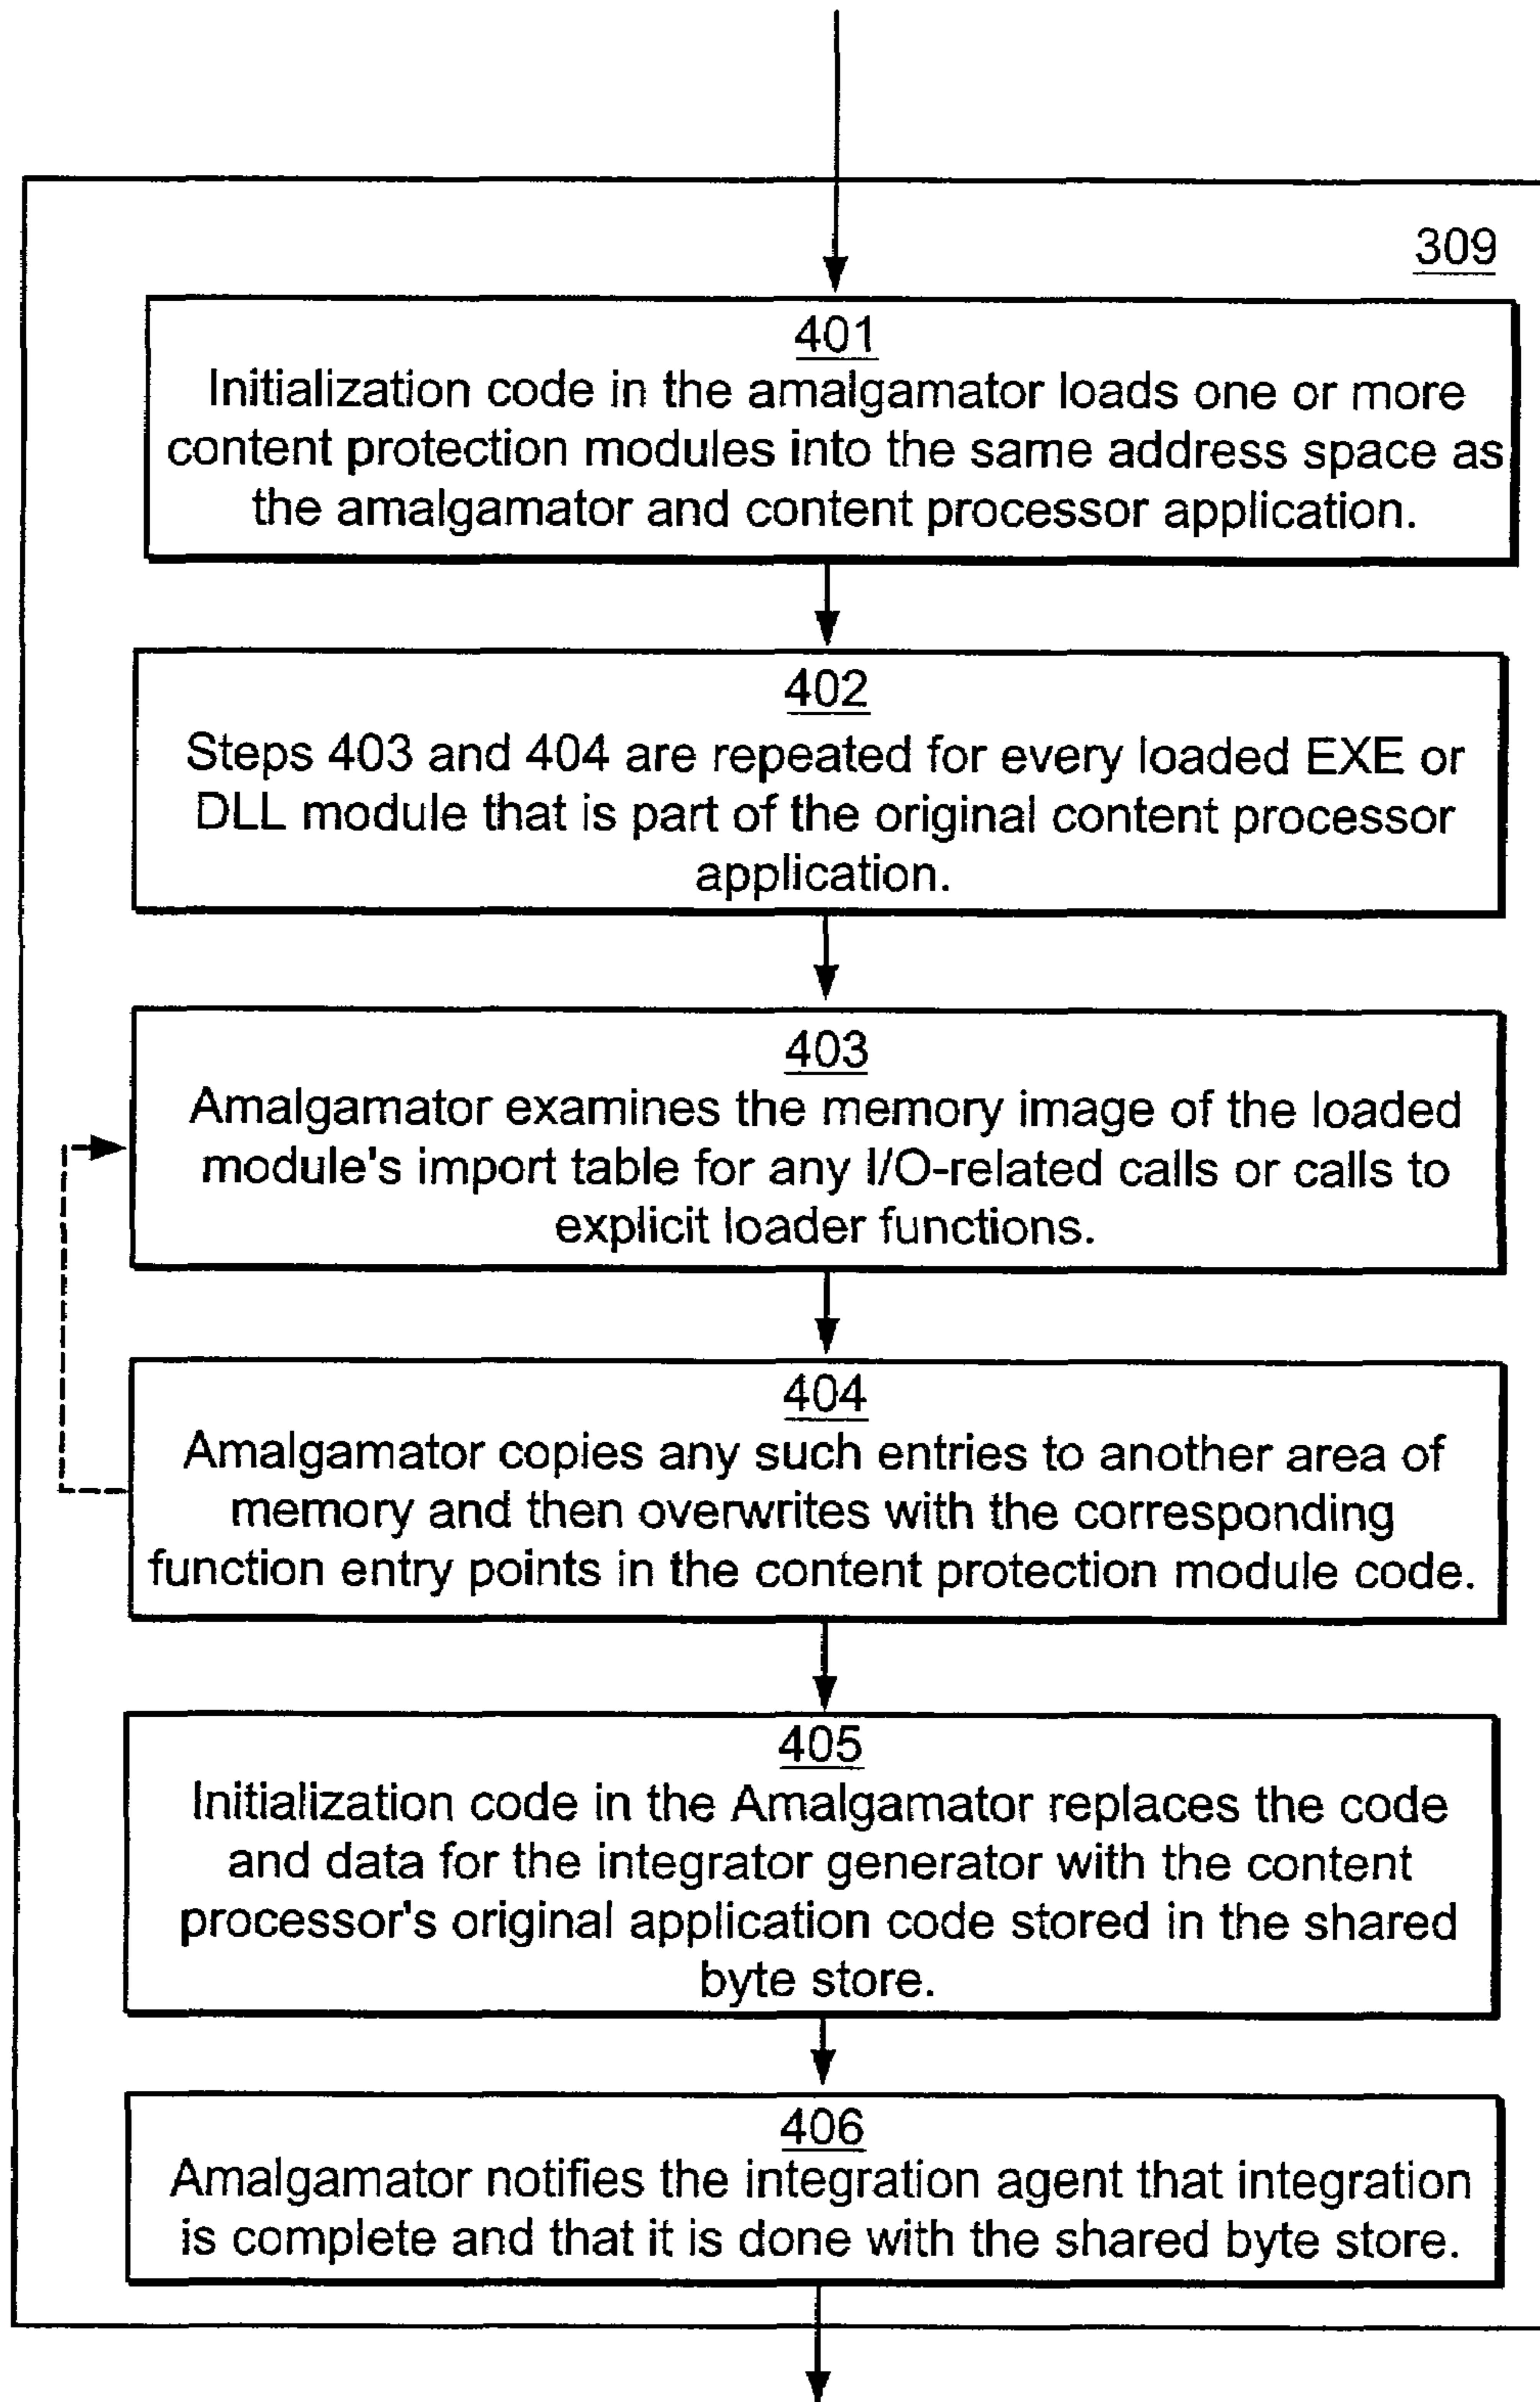 309
401
Initialization code in the amalgamator loads one or more
content protection modules into the same address space as
the amalgamator and content processor application.
402
Steps 403 and 404 are repeated for every loaded EXE or
DLL module that is part of the original content processor
application.
403
Amalgamator examines the memory image of the loaded
module's import table for any I/O-related calls or calls to
explicit loader functions.
404
Amalgamator copies any such entries to another area of
memory and then overwrites with the corresponding
function entry points in the content protection module code.
405
Initialization code in the Amalgamator replaces the code
and data for the integrator generator with the content
processor's original application code stored in the shared
byte store.
406
Amalgamator notifies the integration agent that integration
is complete and that it is done with the shared byte store.